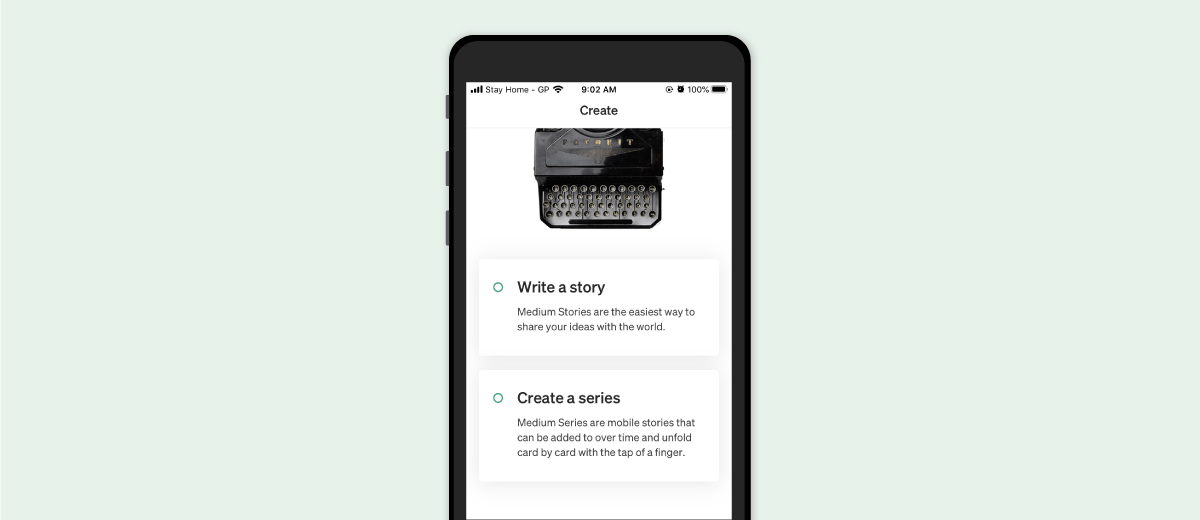 Stay Home - GP
9:02 AM
100%
Create
Write a story
Medium Stories are the easiest way to
share your ideas with the world.
Create a series
Medium Series are mobile stories that
can be added to over time and unfold
card by card with the tap of a finger.